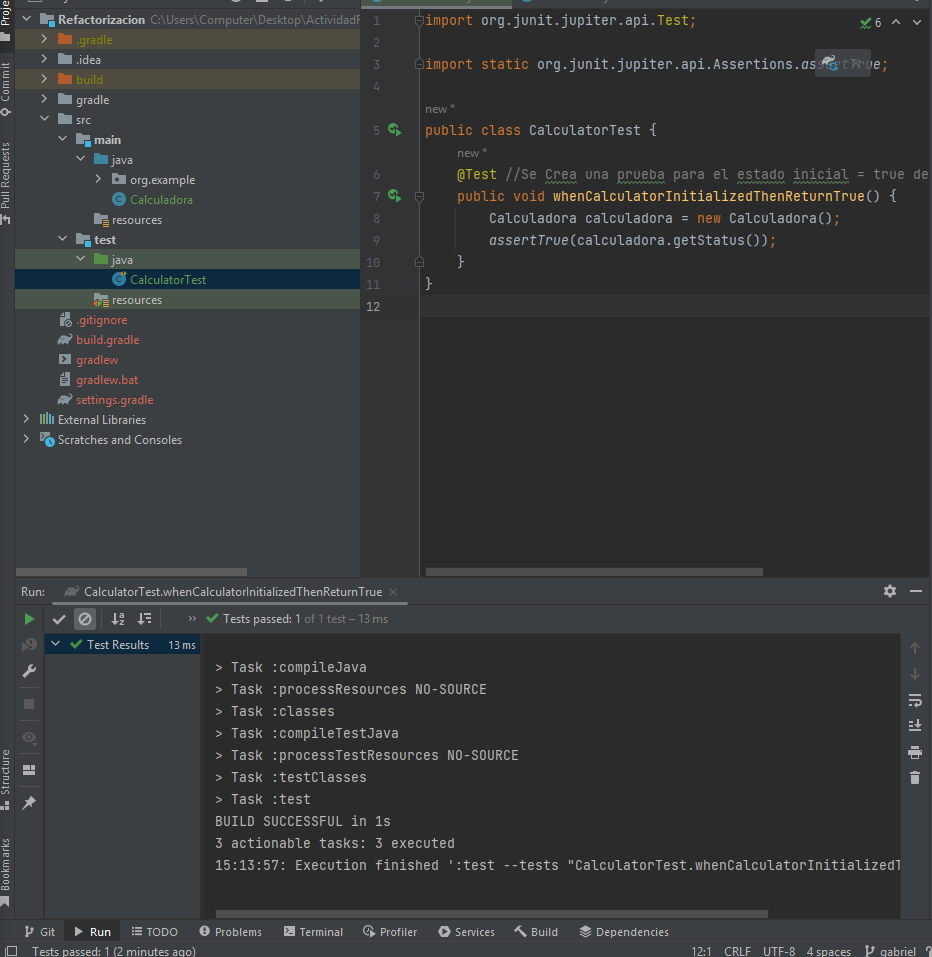 Refactorizacion C:\Users\Computer\Desktop\Actividad
.gradle
.idea
build
gradle
src
main
java
org.example
Calculadora
resources
test
java
CalculatorTest
resources
.gitignore
build.gradle
gradlew
gradlew.bat
settings.gradle
External Libraries
Scratches and Consoles
Commit
Pull Requests
1 import org.junit.jupiter.api.Test;
6
2
3 import static org.junit.jupiter.api.Assertions.assertTrue;
4
new *
5 public class CalculatorTest {
new *
6 @Test //Se Crea una prueba para el estado inicial = true de
7 public void whenCalculatorInitializedThenReturnTrue() {
8 Calculadora calculadora = new Calculadora();
9 assertTrue(calculadora.getStatus());
10 }
11 }
12
Run: CalculatorTest.whenCalculatorInitializedThenReturnTrue
>> Tests passed: 1 of 1 test – 13 ms
Test Results 13 ms
> Task :compileJava
> Task :processResources NO-SOURCE
> Task :classes
> Task :compileTestJava
> Task :processTestResources NO-SOURCE
> Task :testClasses
> Task :test
BUILD SUCCESSFUL in 1s
3 actionable tasks: 3 executed
15:13:57: Execution finished ':test --tests "CalculatorTest.whenCalculatorInitializedT
Structure
Bookmarks
Git Run TODO Problems Terminal Profiler Services Build Dependencies
Tests passed: 1 (2 minutes ago) 12:1 CRLF UTF-8 4 spaces gabriel